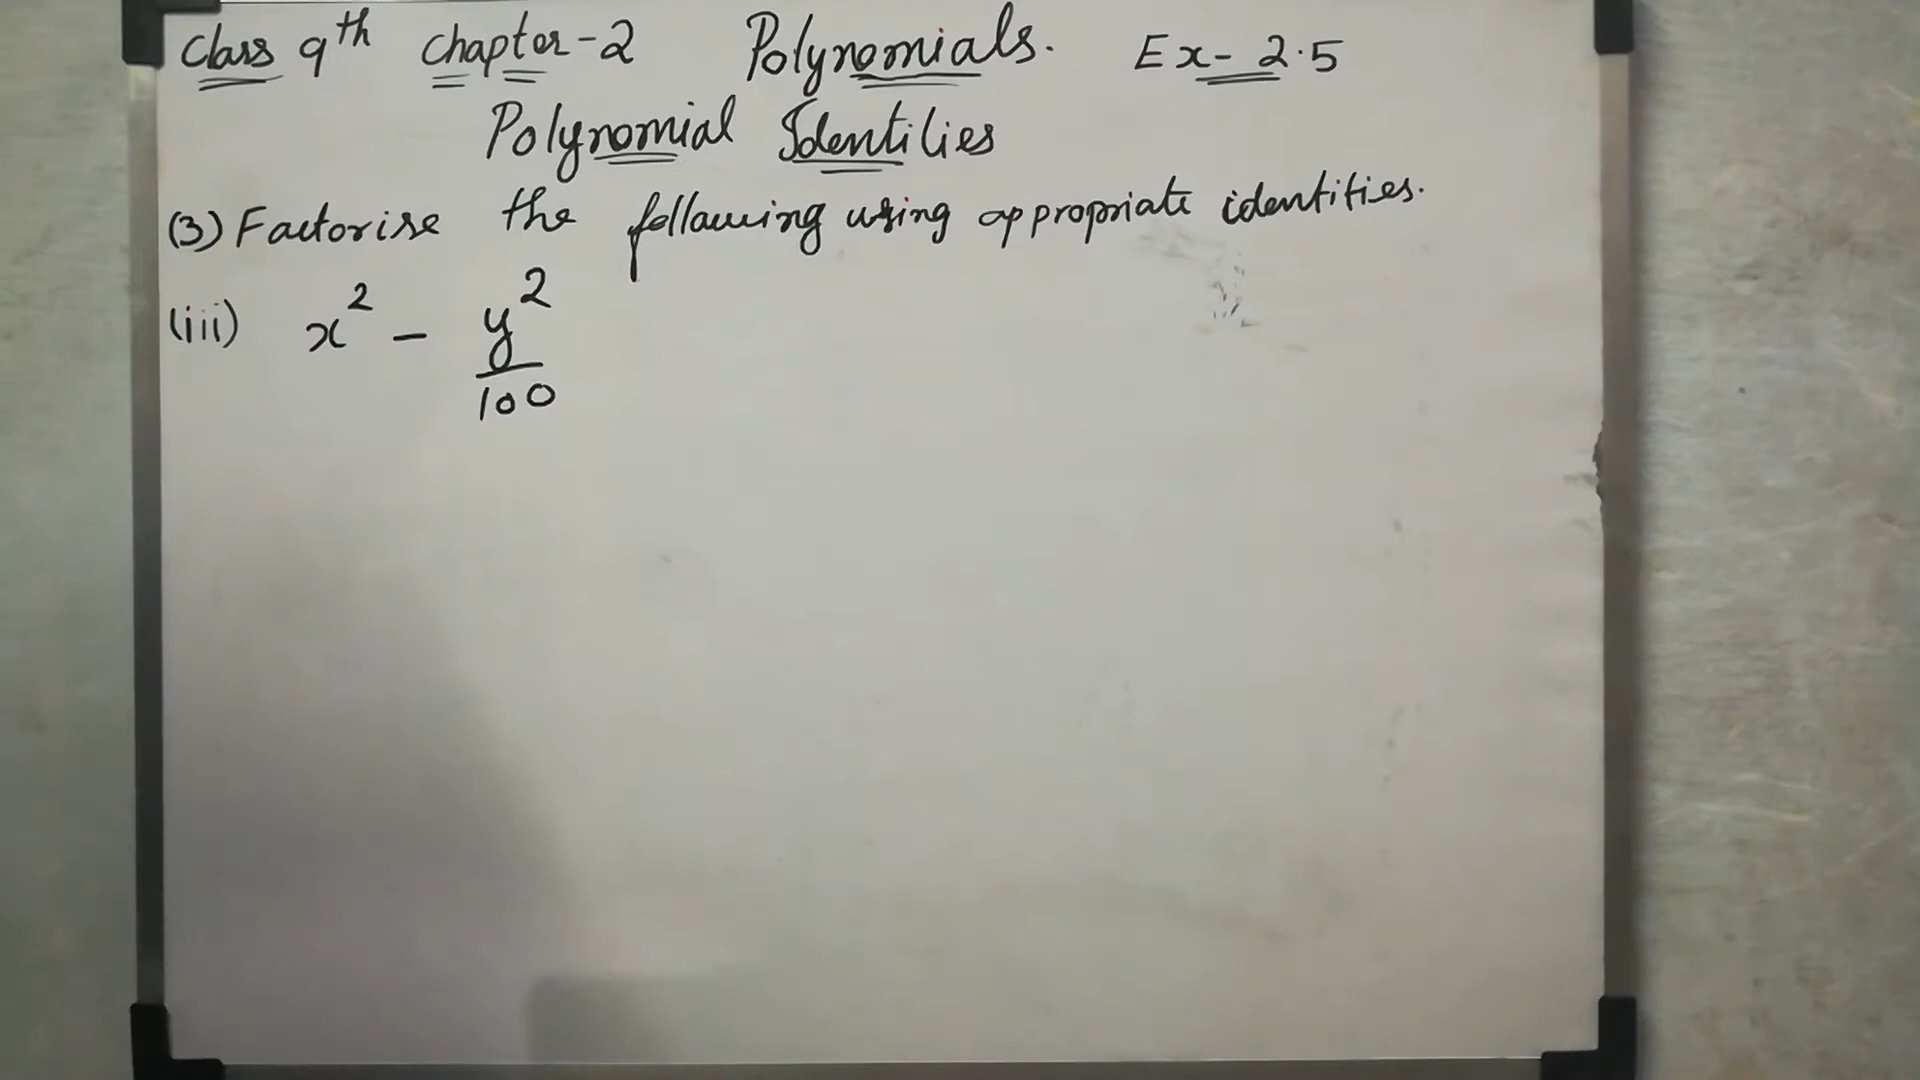 Class 9th Chapter-2 Polynomials. Ex-2.5
Polynomial Identities
(3) Factorise the following using appropriate identities.
(iii) x² - y²/100